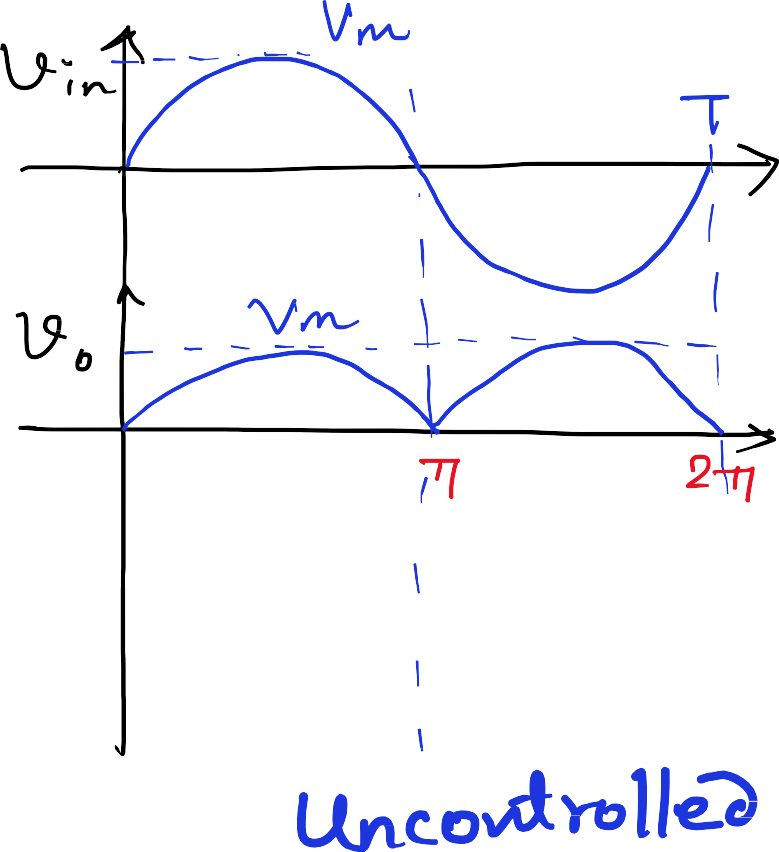 Vm
Vin
T
Vm
Vo
π
2π
Uncontrolled